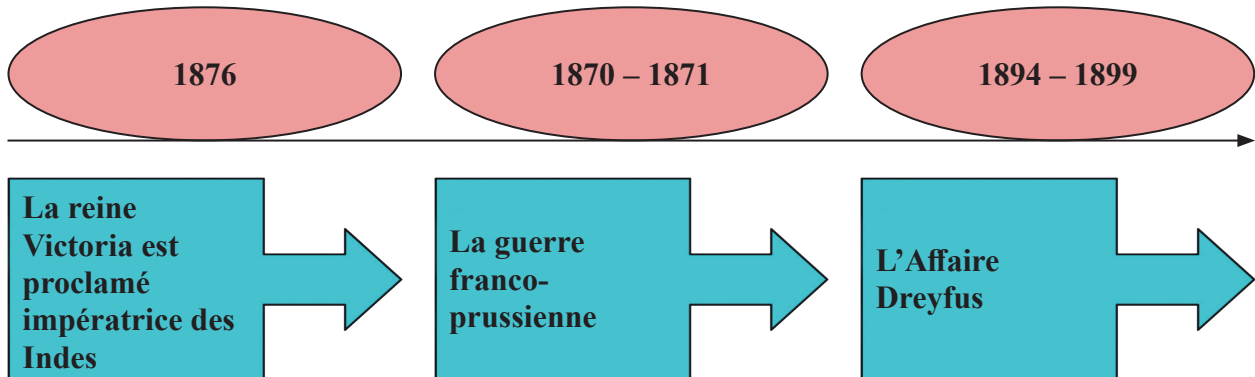 1876
1870 – 1871
1894 – 1899
La reine
Victoria est
proclamé
impératrice des
Indes
La guerre
franco-
prussienne
L’Affaire
Dreyfus